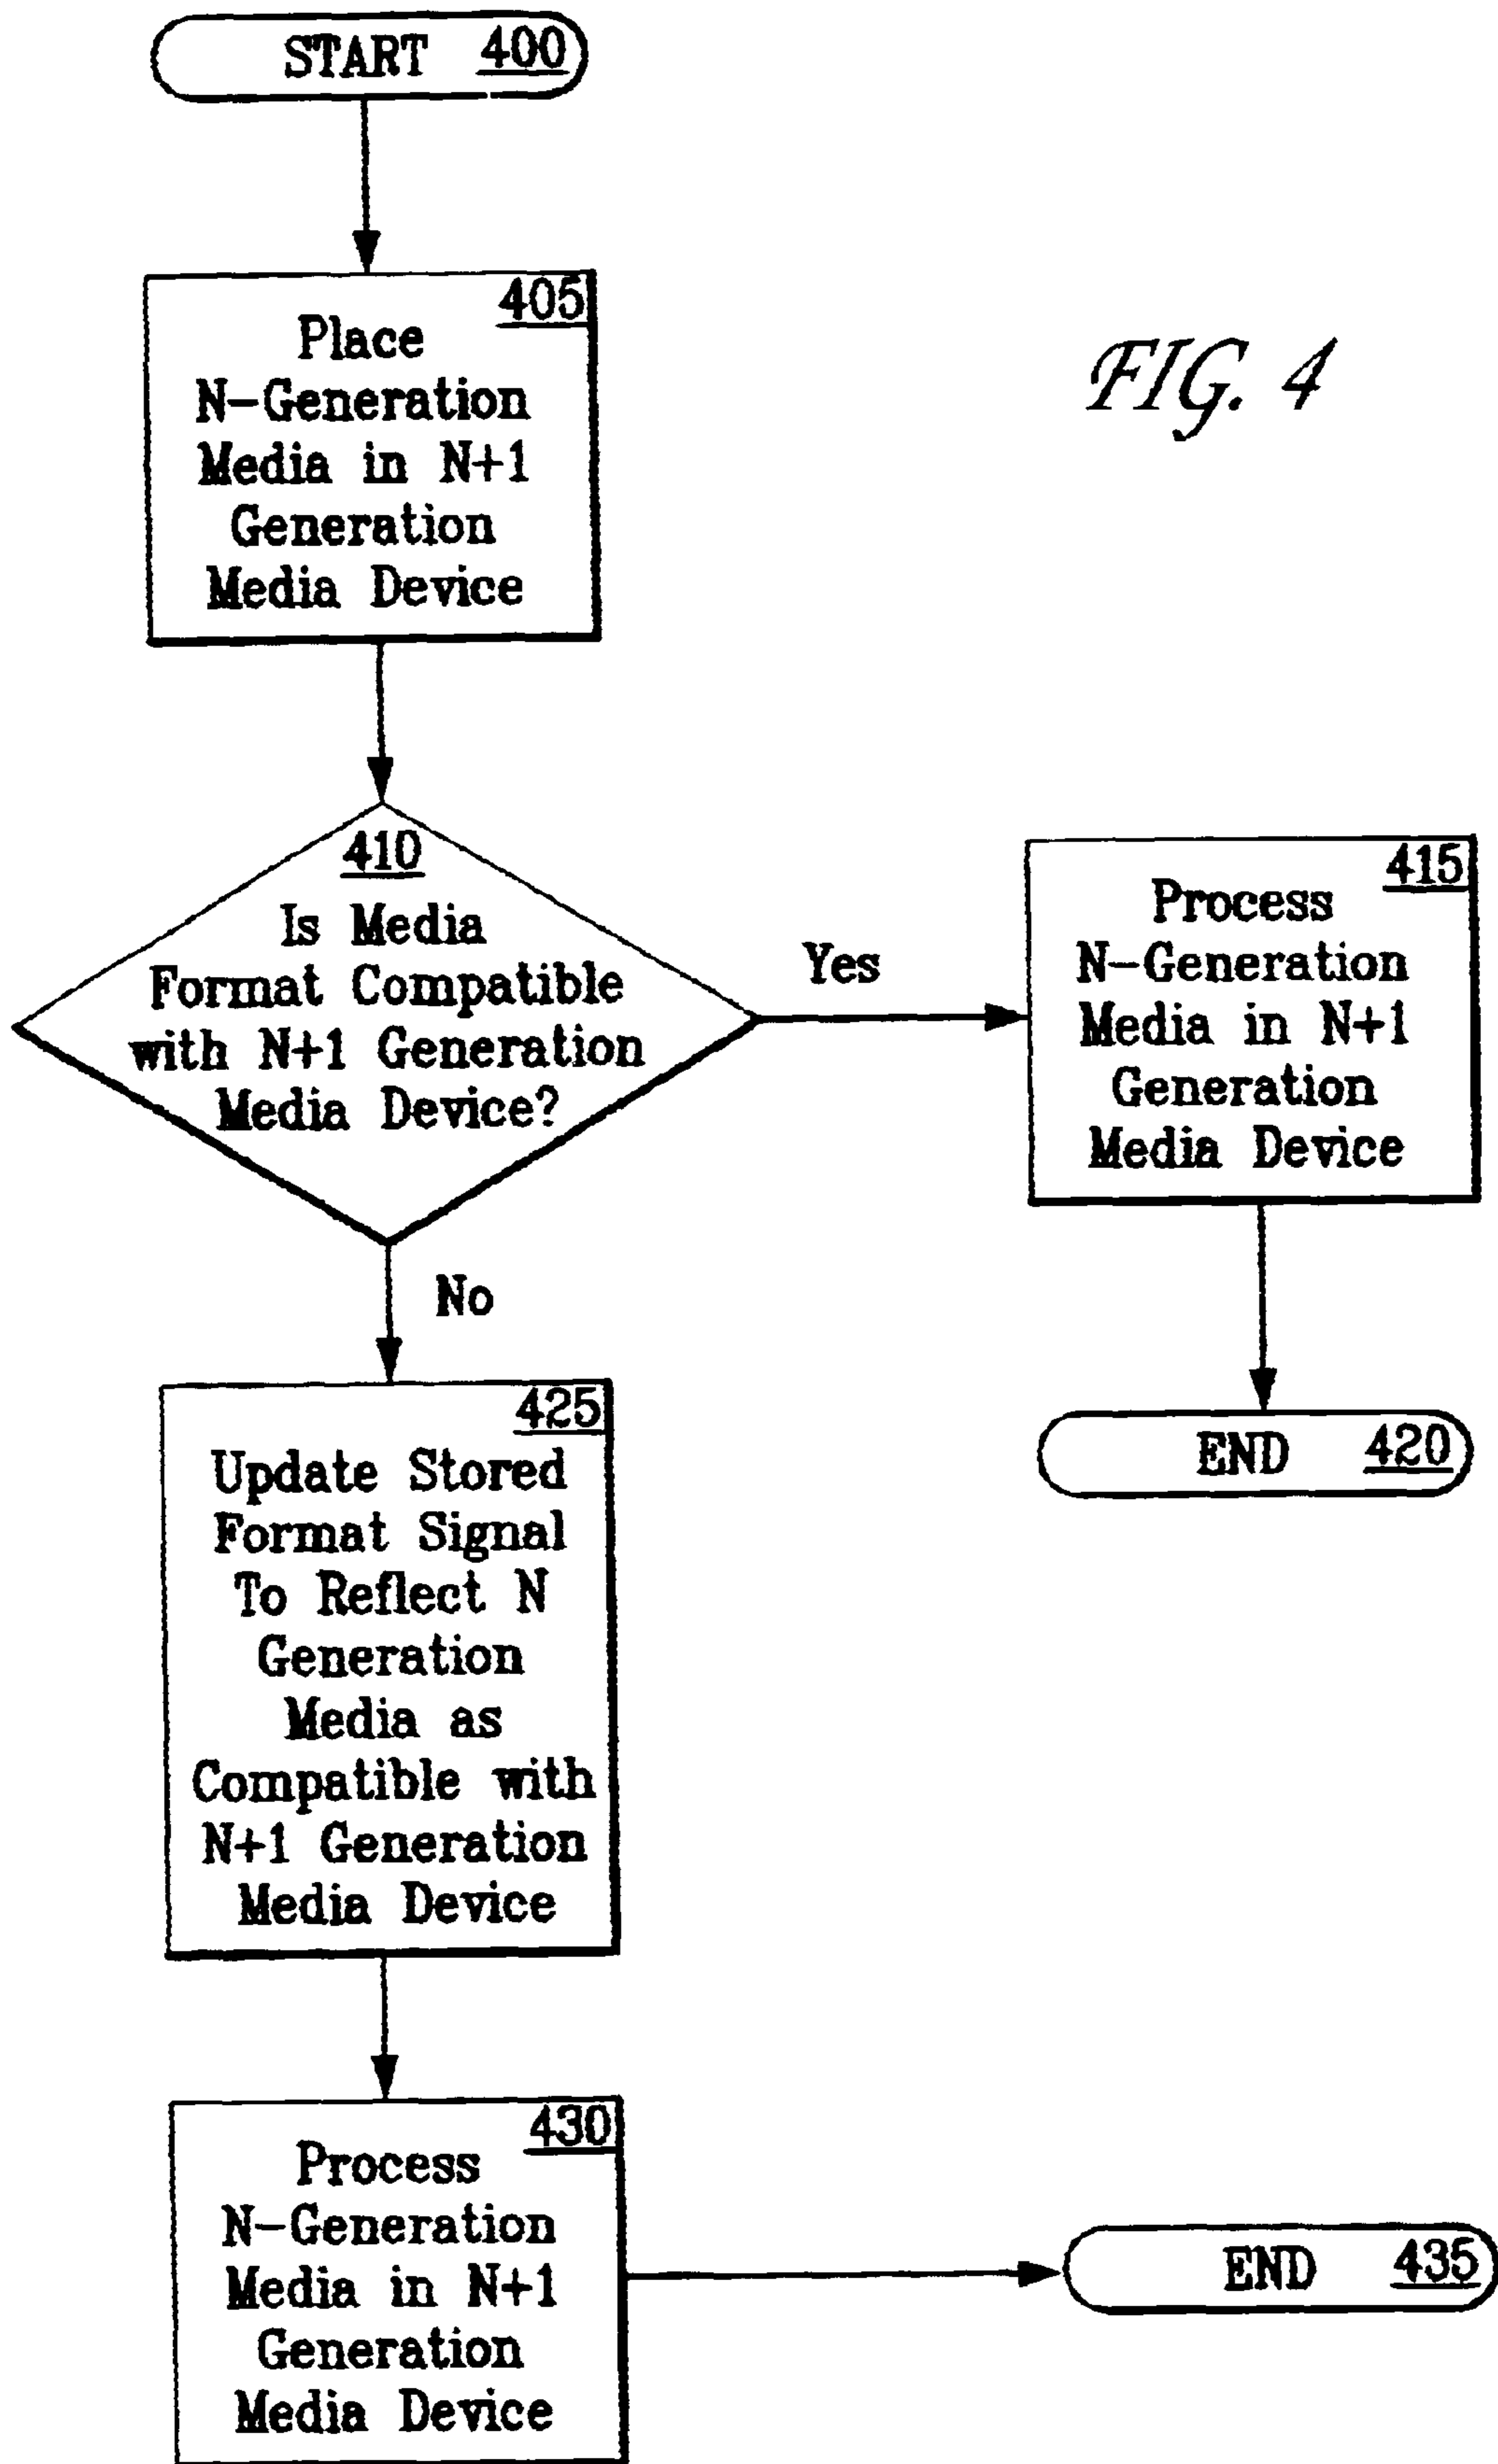 START 400
405
Place
N-Generation
Media in N+1
Generation
Media Device
FIG. 4
410
Is Media
Format Compatible
with N+1 Generation
Media Device?
Yes
415
Process
N-Generation
Media in N+1
Generation
Media Device
END 420
No
425
Update Stored
Format Signal
To Reflect N
Generation
Media as
Compatible with
N+1 Generation
Media Device
430
Process
N-Generation
Media in N+1
Generation
Media Device
END 435